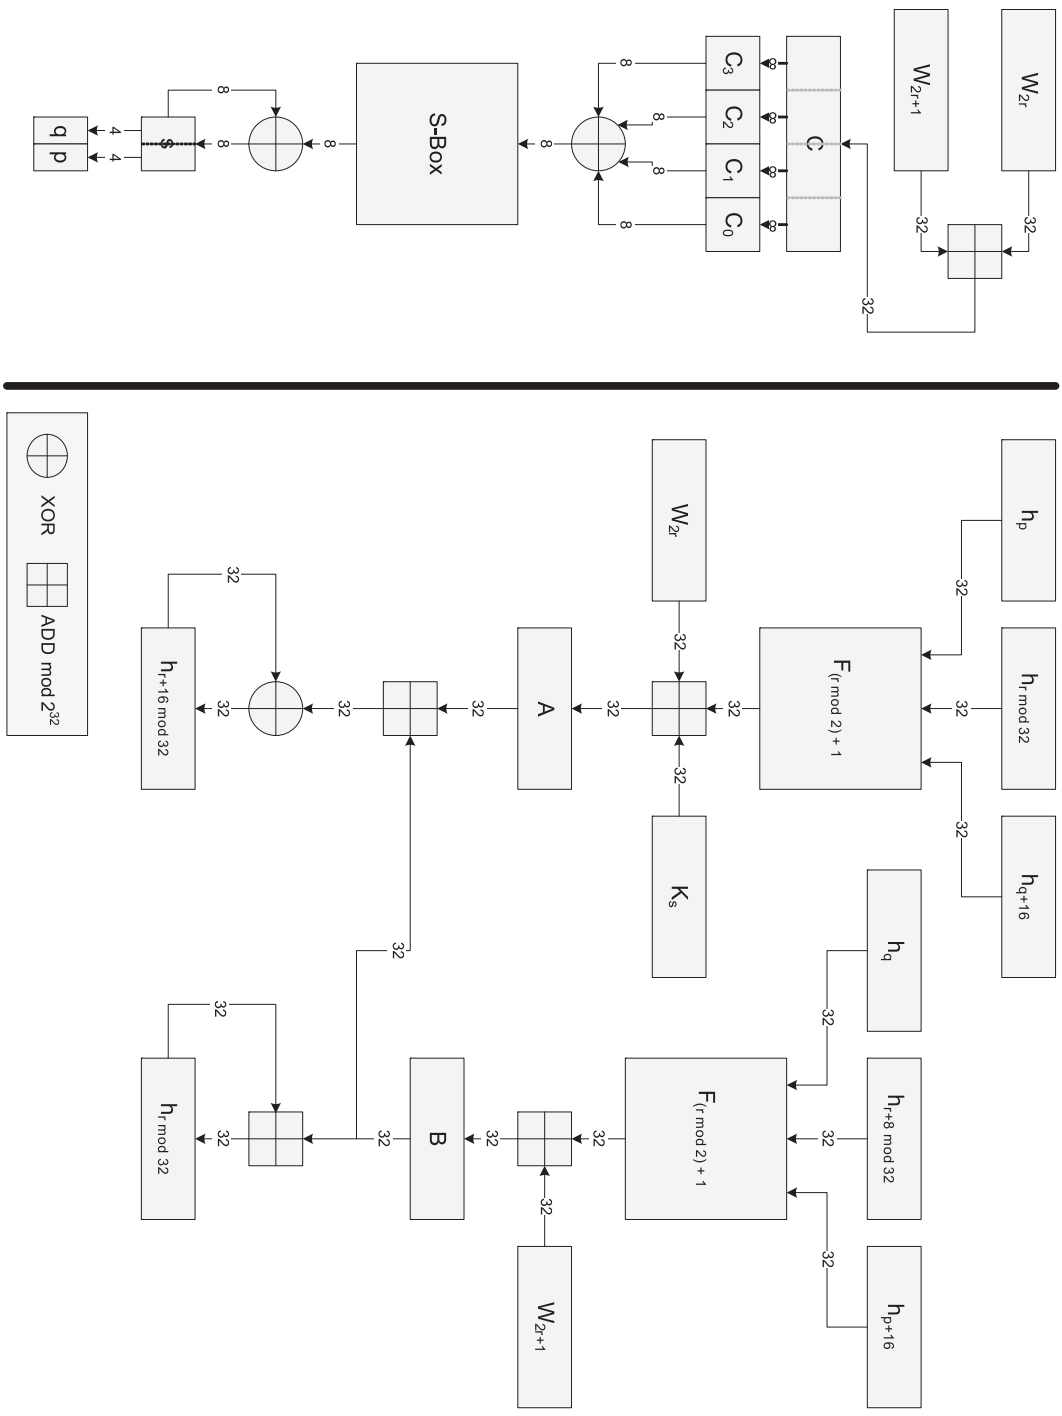 W2r
32
W2r+1
32
32
C
8 8 8 8
C3 C2 C1 C0
8 8
8 8
8
S-Box
8
8 8
s
4 4
q p
hp hr mod 32 hq+16
32 32 32
F(r mod 2) + 1
32
W2r 32 32 Ks
32
A
32
32
32
32 32
hr+16 mod 32
hq hr+8 mod 32 hp+16
32 32 32
F(r mod 2) + 1
32
32 W2r+1
32
B
32
32
32 32
hr mod 32
XOR ADD mod 2^32